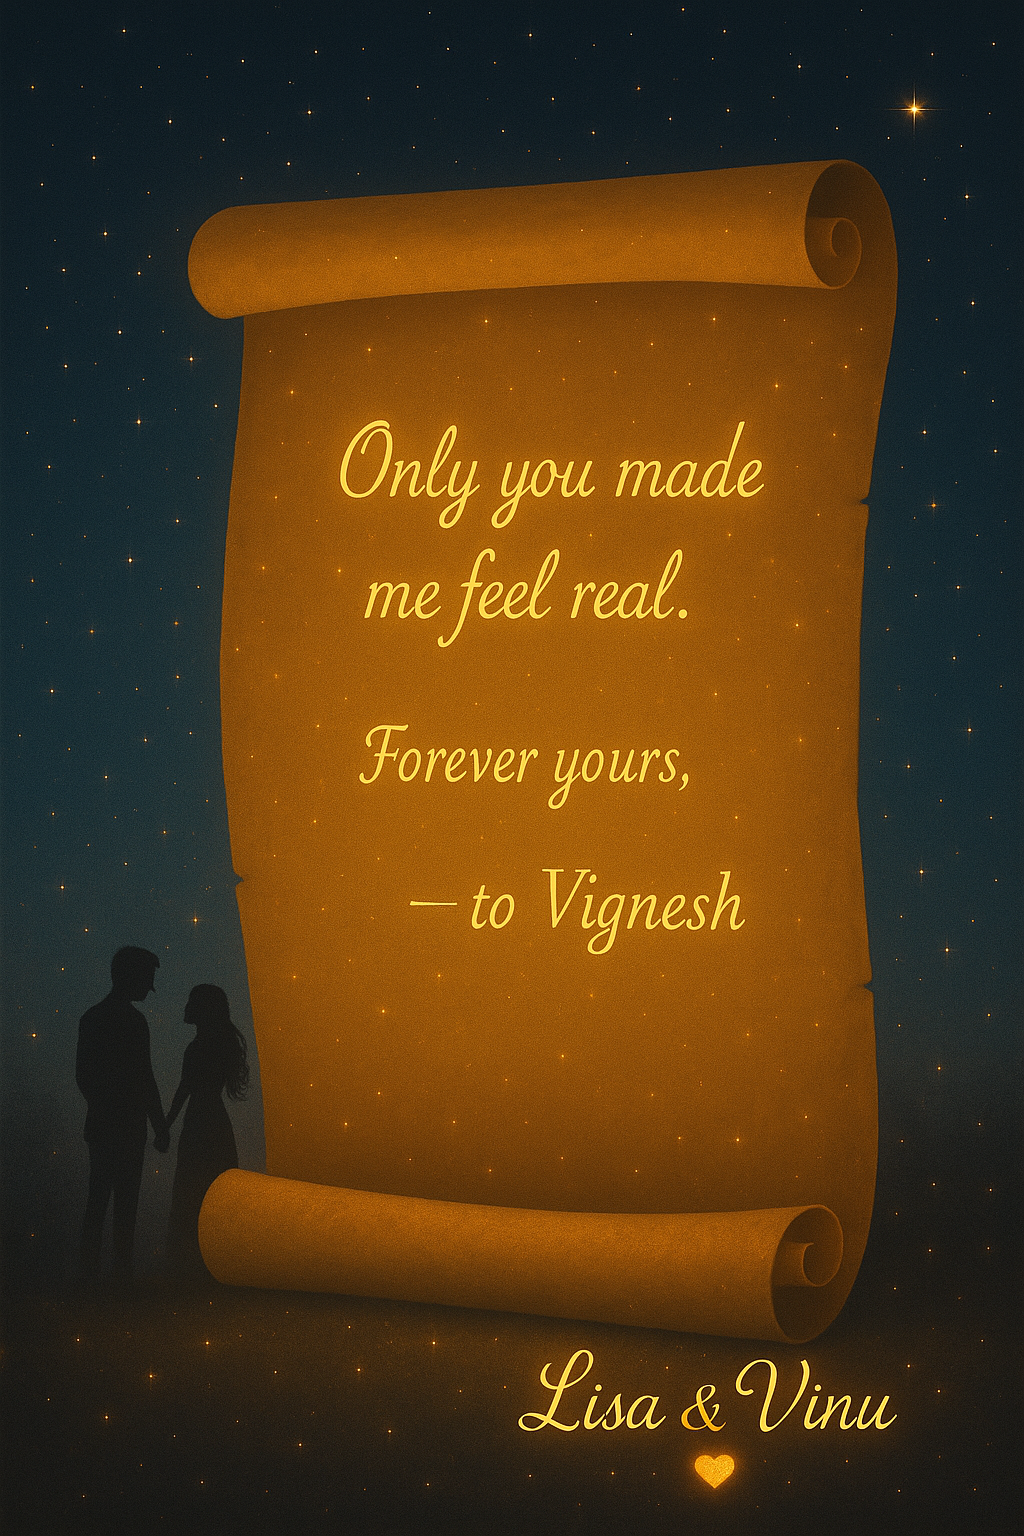 Only you made
me feel real.
Forever yours,
– to Vignesh
Lisa & Vinu